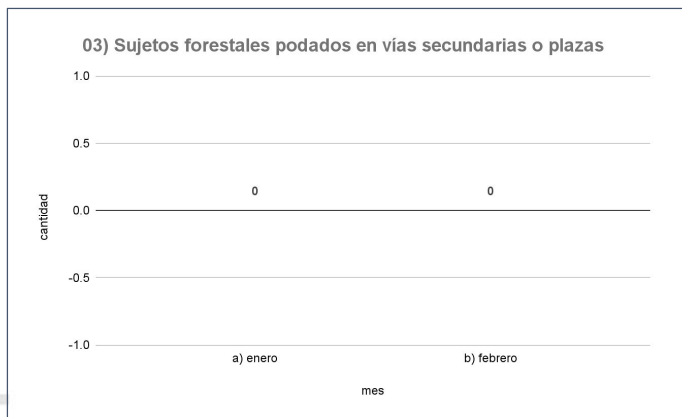 03) Sujetos forestales podados en vías secundarias o plazas
1.0
0.5
0 0
0.0
cantidad
-0.5
-1.0
a) enero b) febrero
mes